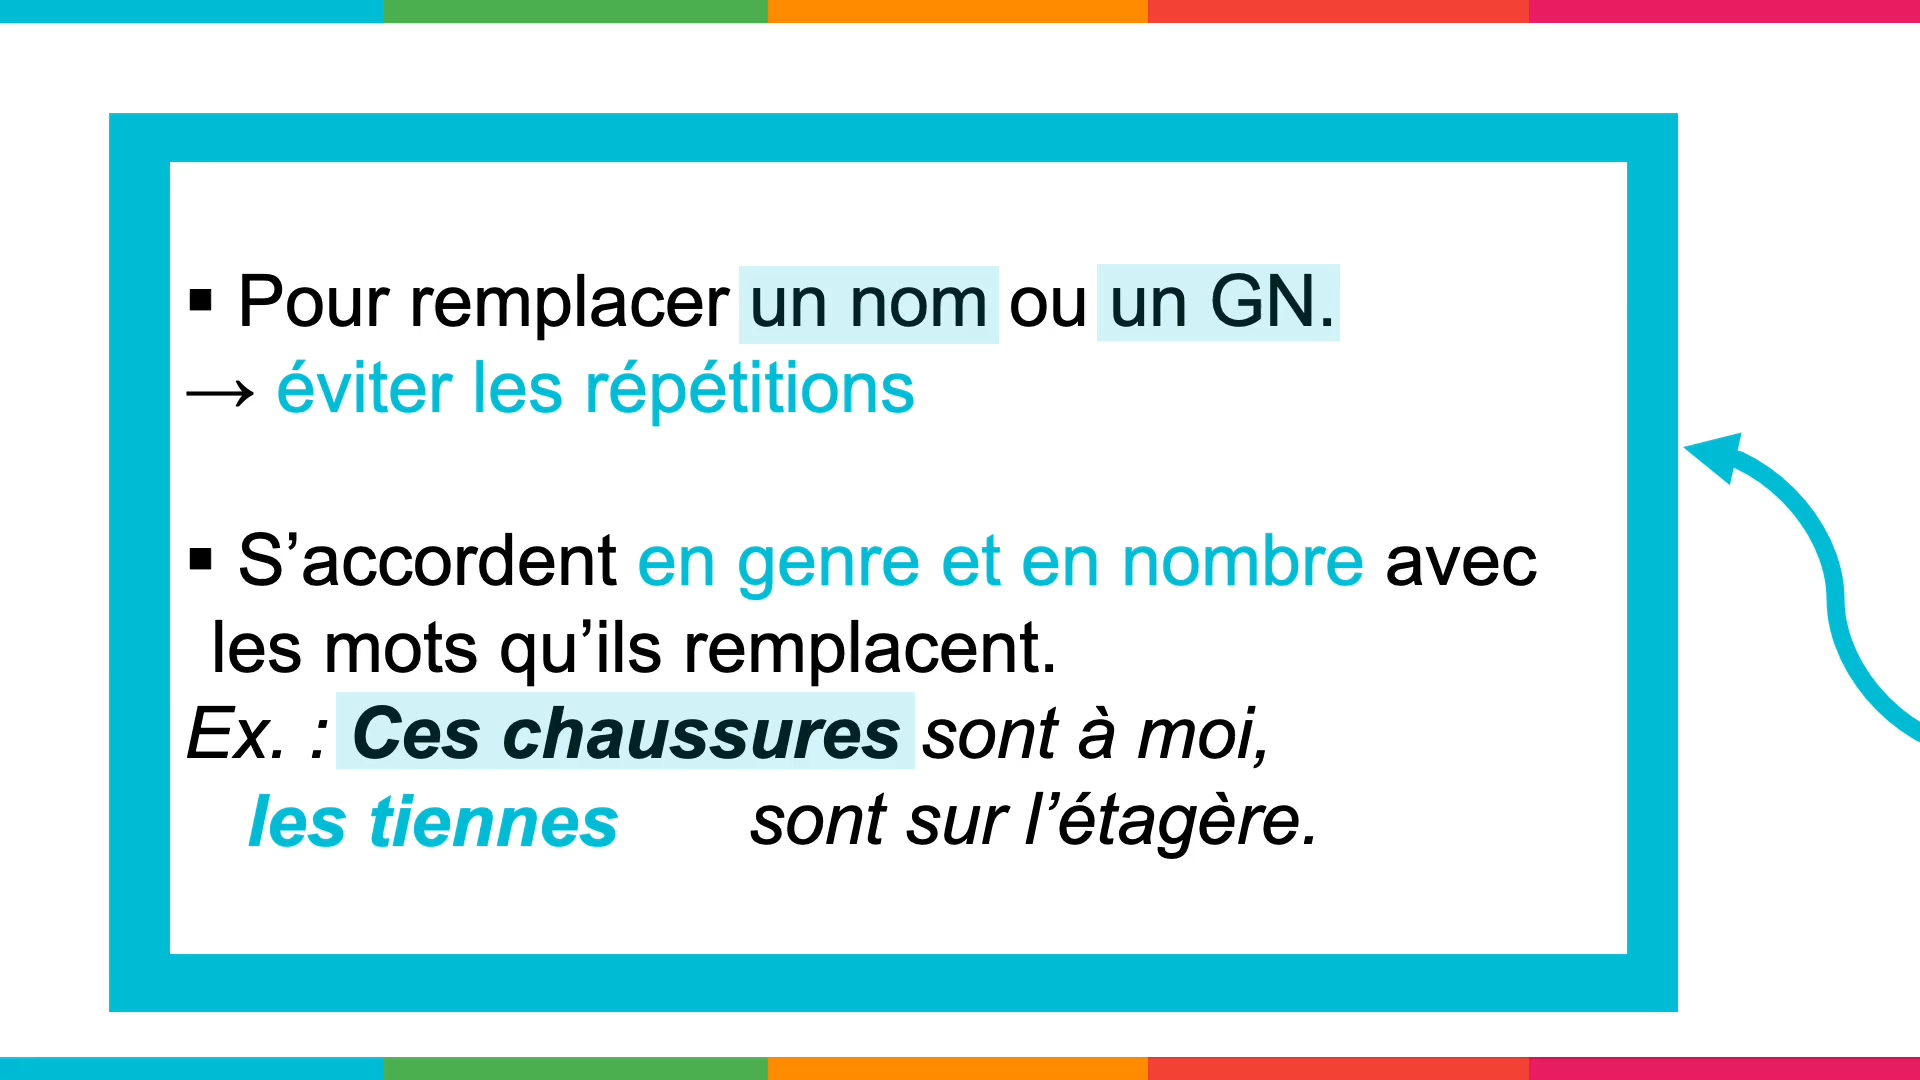 ▪ Pour remplacer un nom ou un GN.
→ éviter les répétitions
▪ S’accordent en genre et en nombre avec
les mots qu’ils remplacent.
Ex. : Ces chaussures sont à moi,
les tiennes sont sur l’étagère.